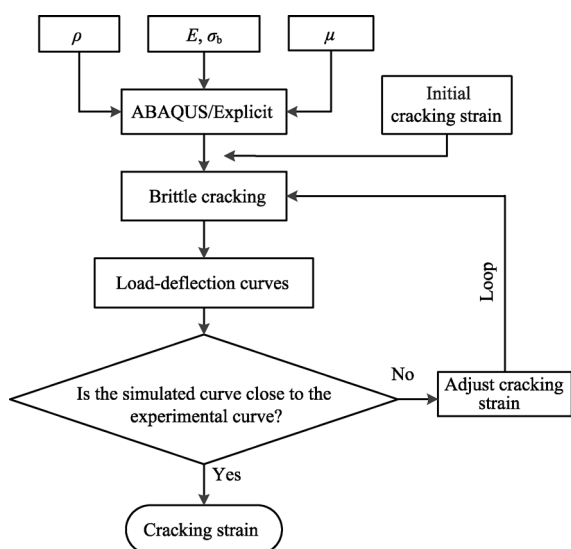 ρ
E, σb
μ
ABAQUS/Explicit
Initial
cracking strain
Brittle cracking
Load-deflection curves
Loop
Is the simulated curve close to the
experimental curve?
No
Adjust cracking
strain
Yes
Cracking strain